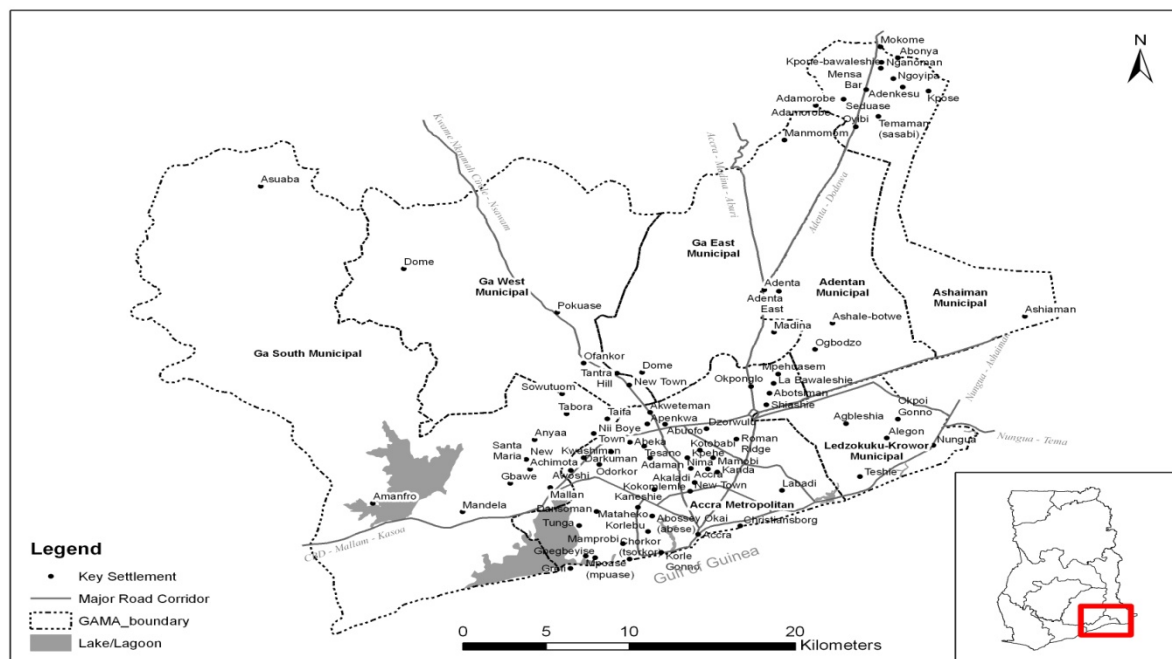 N
Mokome
Abonya
Kpone-bawaleshie
Nganoman
Mensa
Bar
Ngoyipa
Adenkesu
Kpose
Adamorobe
Seduase
Adamorobe
Oyibi
Temaman
(sasabi)
Manmomom
Kwame Nkrumah Circle - Nsawam
Accra - Madina - Aburi
Adenta - Dodowa
Asuaba
Dome
Ga West
Municipal
Ga East
Municipal
Adenta
Adenta
East
Adentan
Municipal
Ashaiman
Municipal
Pokuase
Ashale-botwe
Ashiaman
Madina
Ogbodzo
Ga South Municipal
Ofankor
Tantra
Hill
Dome
New Town
Mpehuasem
Okponglo
La Bawaleshie
Abotsiman
Shiashie
Nungua - Ashaiman
Sowutuom
Tabora
Taifa
Akweteman
Apenkwa
Abuofo
Dzorwulu
Agbleshia
Okpoi
Gonno
Alegon
Nungua
Nungua - Tema
Ledzokuku-Krowor
Municipal
Teshie
Anyaa
Nii Boye
Town
Abeka
Kotobabi
Roman
Ridge
Santa
Maria
New
Achimota
Kwashiman
Darkuman
Tesano
Kpehe
Gbawe
Awoshi
Odorkor
Adaman
Nima
Mamobi
Kanda
Akaladi
Accra
New Town
Labadi
Mallan
Kokomlemle
Kaneshie
Accra Metropolitan
Amanfro
Mandela
Dansoman
Mataheko
Abossey Okai
(abese)
Christiansborg
Tunga
Korlebu
Accra
Mamprobi
Chorkor
(tsorkor)
Korle
Gonno
Gbegbeyise
Mpoase
(mpuase)
Grefi
Gulf of Guinea
CBD - Mallam - Kasoa
Legend
Key Settlement
Major Road Corridor
GAMA_boundary
Lake/Lagoon
0 5 10 20
Kilometers